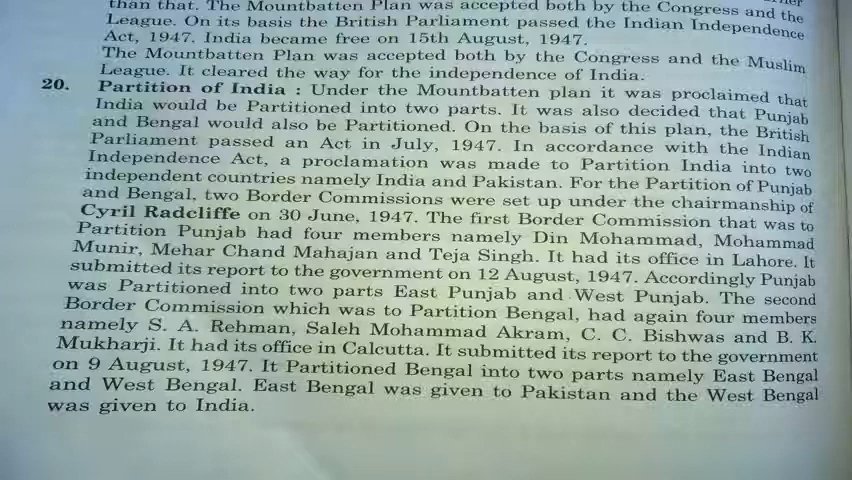 than that. The Mountbatten Plan was accepted both by the Congress and the
League. On its basis the British Parliament passed the Indian Independence
Act, 1947. India became free on 15th August, 1947.
The Mountbatten Plan was accepted both by the Congress and the Muslim
League. It cleared the way for the independence of India.
20. Partition of India : Under the Mountbatten plan it was proclaimed that
India would be Partitioned into two parts. It was also decided that Punjab
and Bengal would also be Partitioned. On the basis of this plan, the British
Parliament passed an Act in July, 1947. In accordance with the Indian
Independence Act, a proclamation was made to Partition India into two
independent countries namely India and Pakistan. For the Partition of Punjab
and Bengal, two Border Commissions were set up under the chairmanship of
Cyril Radcliffe on 30 June, 1947. The first Border Commission that was to
Partition Punjab had four members namely Din Mohammad, Mohammad
Munir, Mehar Chand Mahajan and Teja Singh. It had its office in Lahore. It
submitted its report to the government on 12 August, 1947. Accordingly Punjab
was Partitioned into two parts East Punjab and West Punjab. The second
Border Commission which was to Partition Bengal, had again four members
namely S. A. Rehman, Saleh Mohammad Akram, C. C. Bishwas and B. K.
Mukharji. It had its office in Calcutta. It submitted its report to the government
on 9 August, 1947. It Partitioned Bengal into two parts namely East Bengal
and West Bengal. East Bengal was given to Pakistan and the West Bengal
was given to India.